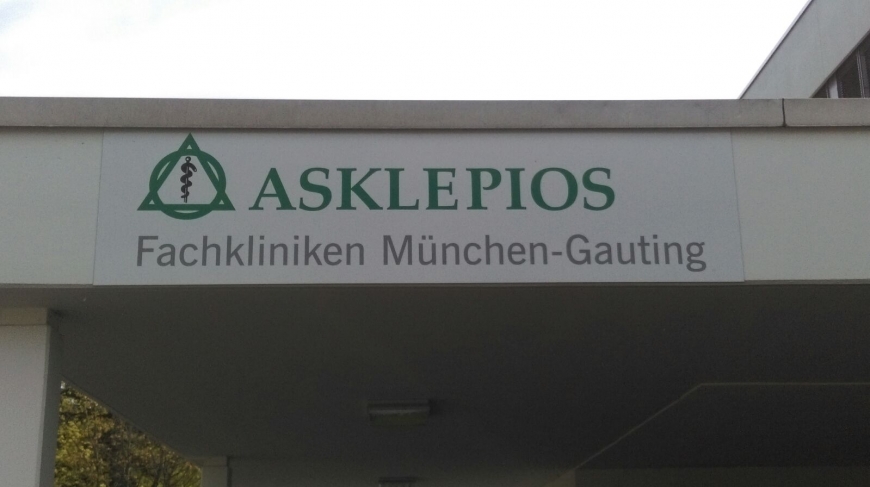 ASKLEPIOS
Fachkliniken München-Gauting